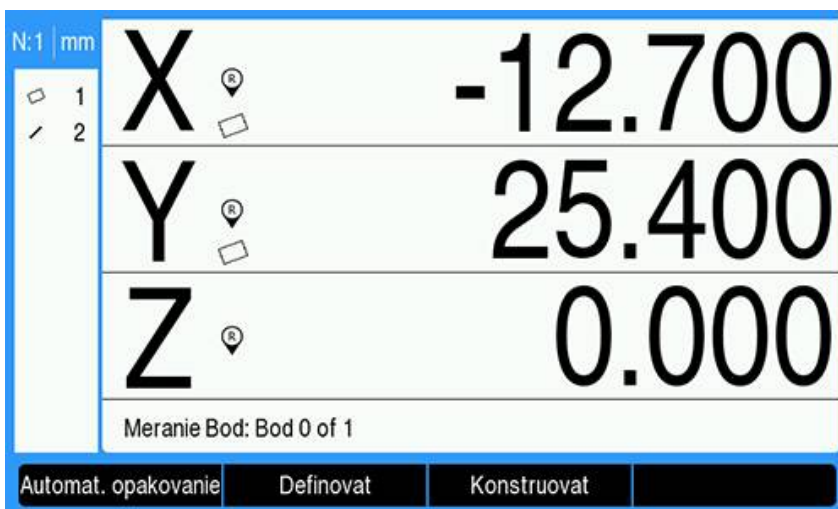 N:1 mm
1
2
X R -12.700
Y R 25.400
Z R 0.000
Meranie Bod: Bod 0 of 1
Automat. opakovanie Definovat Konstruovat